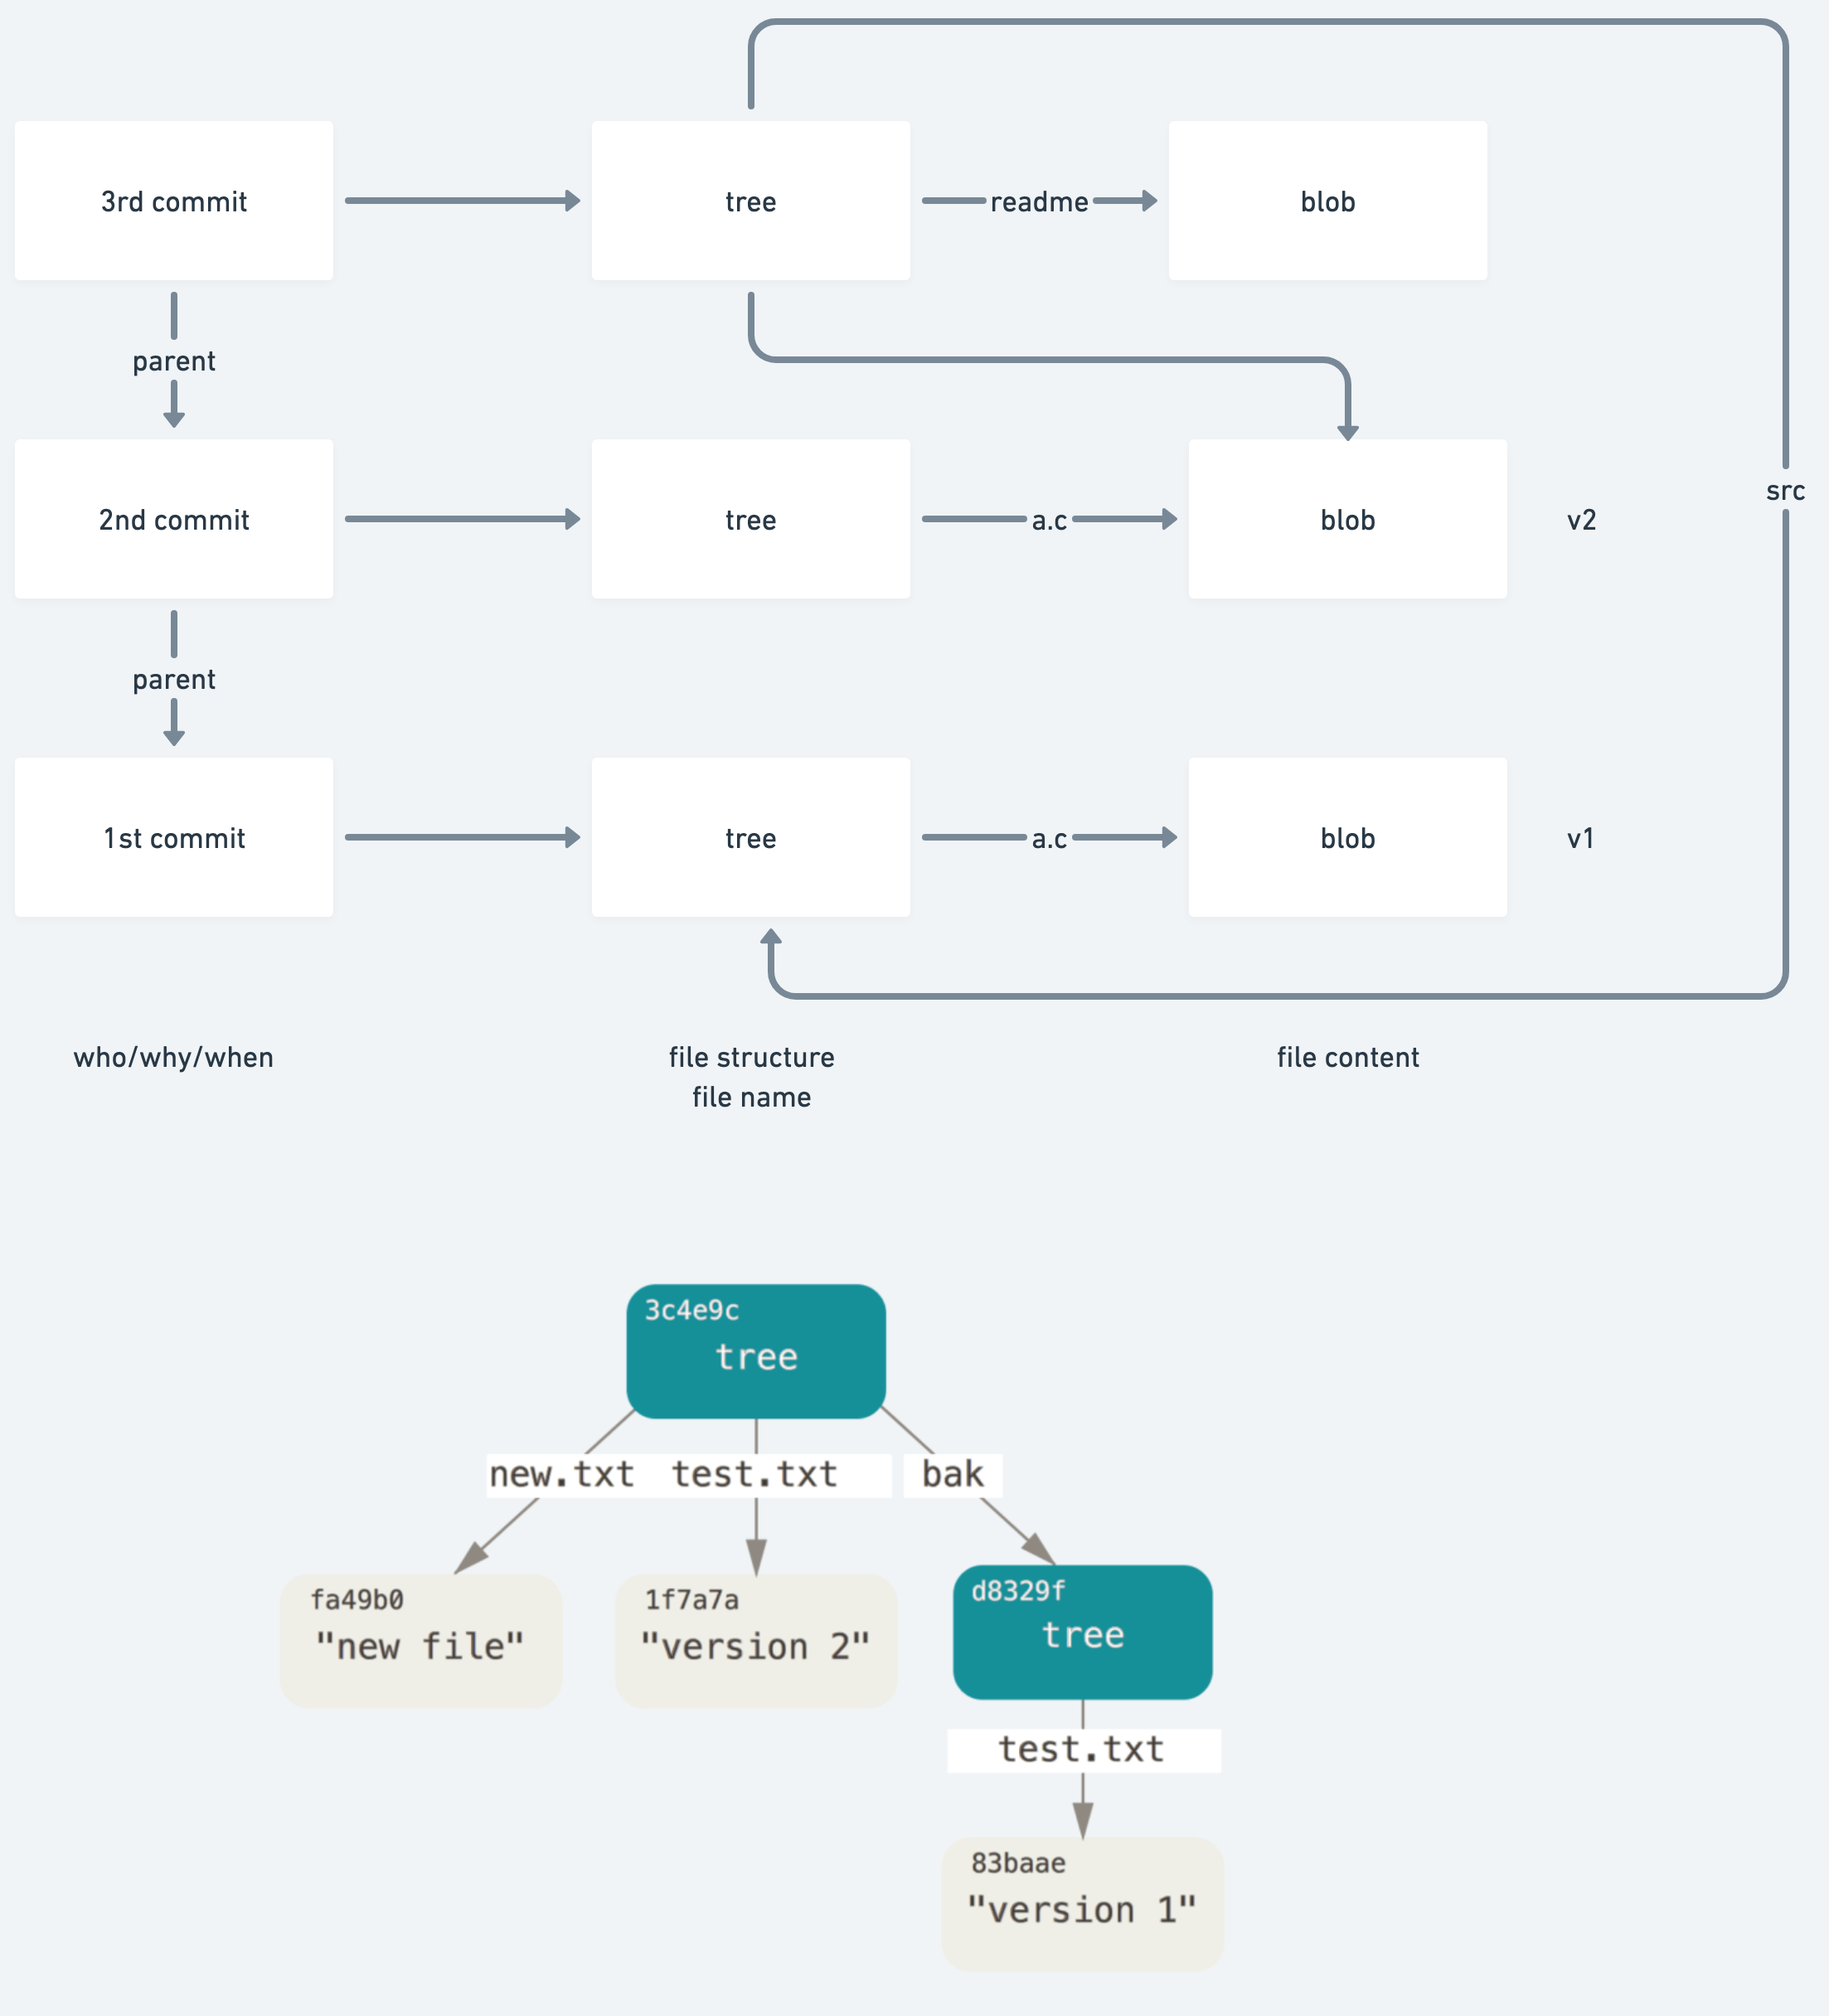 3rd commit
tree
readme
blob
parent
src
2nd commit
tree
a.c
blob
v2
parent
1st commit
tree
a.c
blob
v1
who/why/when
file structure
file name
file content
3c4e9c
tree
new.txt
test.txt
bak
fa49b0
"new file"
1f7a7a
"version 2"
d8329f
tree
test.txt
83baae
"version 1"